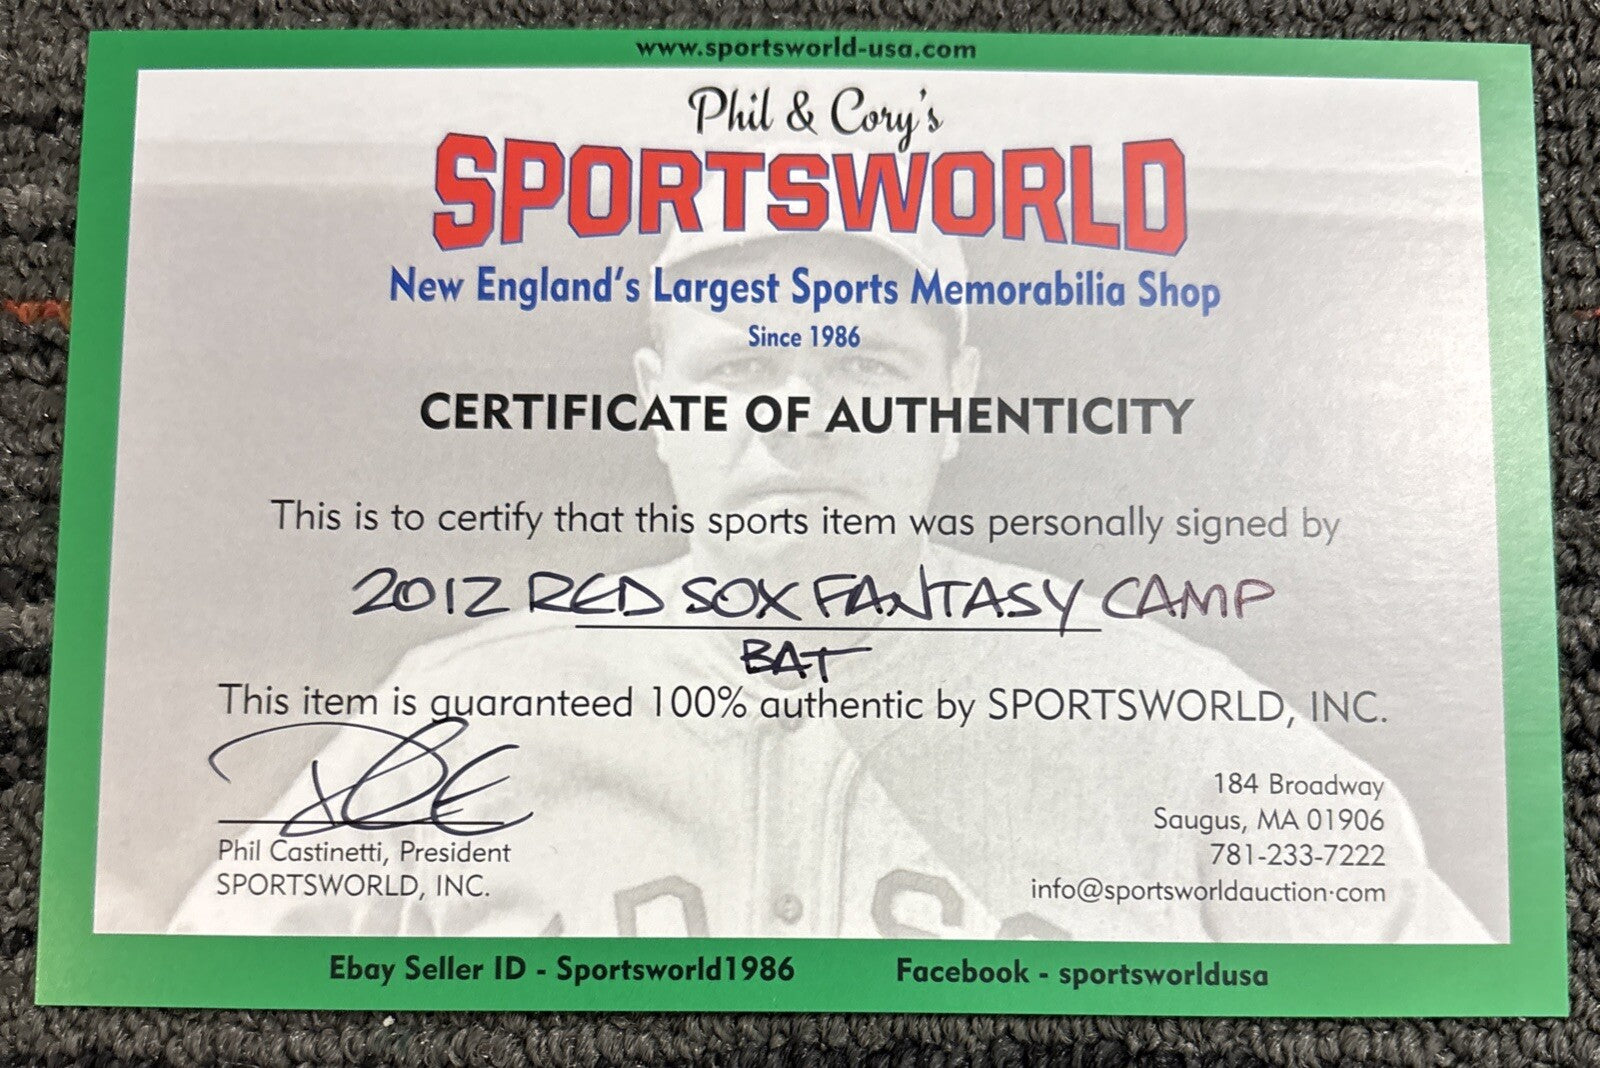 www.sportsworld-usa.com
Phil & Cory's
SPORTSWORLD
New England's Largest Sports Memorabilia Shop
Since 1986
CERTIFICATE OF AUTHENTICITY
This is to certify that this sports item was personally signed by
2012 RED SOX FANTASY CAMP
BAT
This item is guaranteed 100% authentic by SPORTSWORLD, INC.
Phil Castinetti, President
SPORTSWORLD, INC.
184 Broadway
Saugus, MA 01906
781-233-7222
info@sportsworldauction.com
Ebay Seller ID - Sportsworld1986
Facebook - sportsworldusa